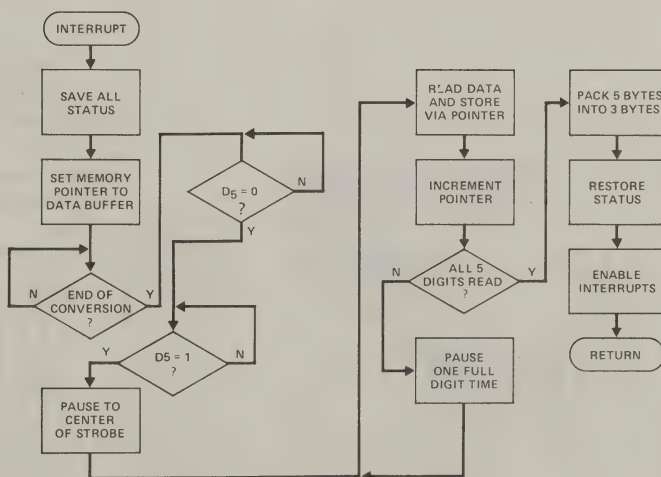 INTERRUPT
SAVE ALL
STATUS
SET MEMORY
POINTER TO
DATA BUFFER
N
END OF
CONVERSION
?
Y
D5 = 0
?
N
Y
D5 = 1
?
Y
N
PAUSE TO
CENTER
OF STROBE
READ DATA
AND STORE
VIA POINTER
INCREMENT
POINTER
N
ALL 5
DIGITS READ
?
Y
PAUSE
ONE FULL
DIGIT TIME
PACK 5 BYTES
INTO 3 BYTES
RESTORE
STATUS
ENABLE
INTERRUPTS
RETURN